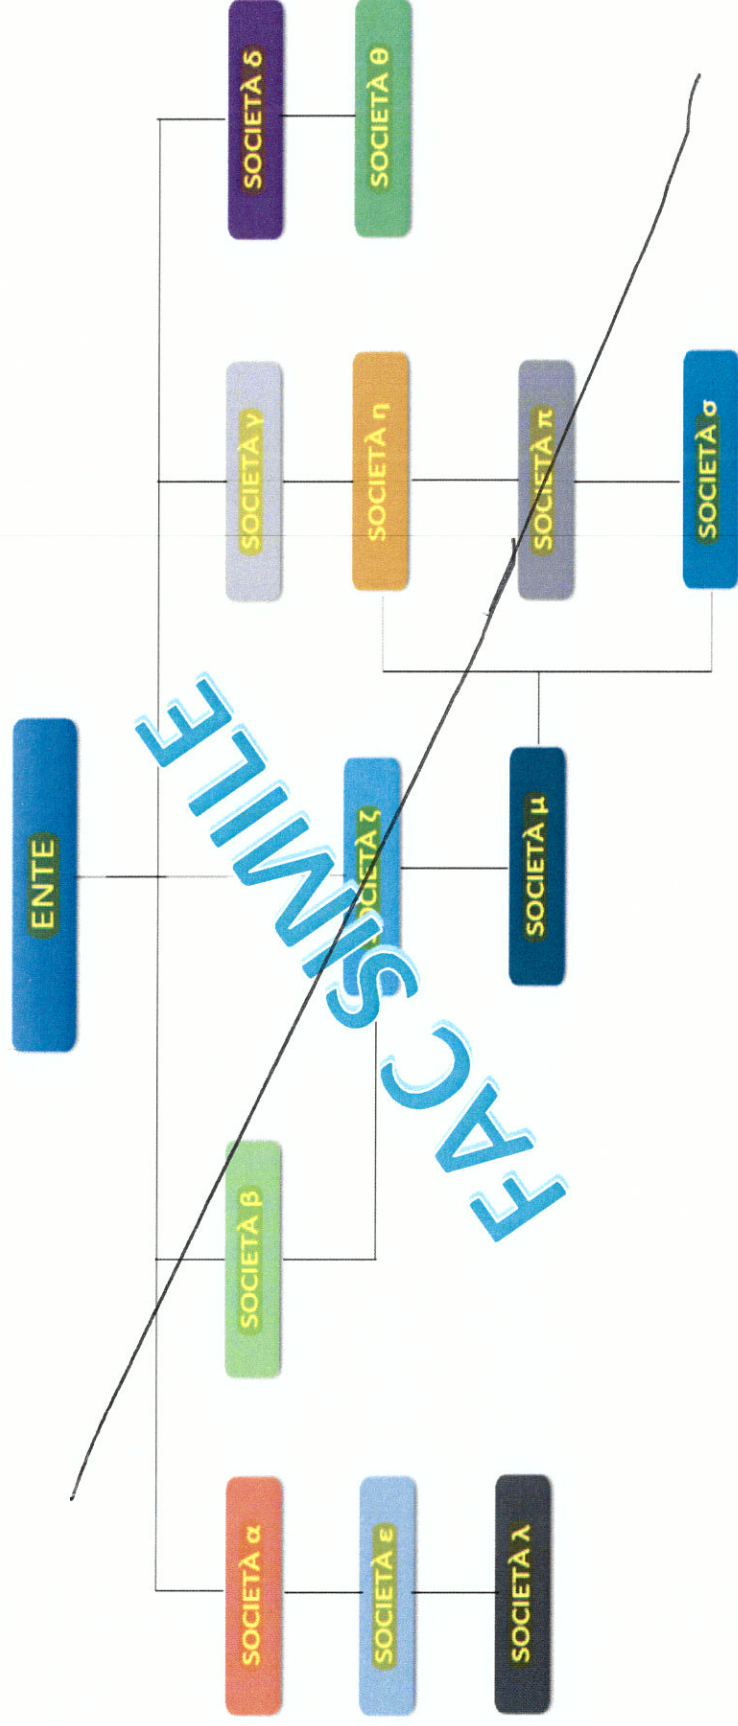 ENTE
SOCIETÀ α
SOCIETÀ β
SOCIETÀ γ
SOCIETÀ δ
SOCIETÀ ε
SOCIETÀ ζ
SOCIETÀ η
SOCIETÀ θ
SOCIETÀ λ
SOCIETÀ μ
SOCIETÀ π
SOCIETÀ σ
FAC SIMILE